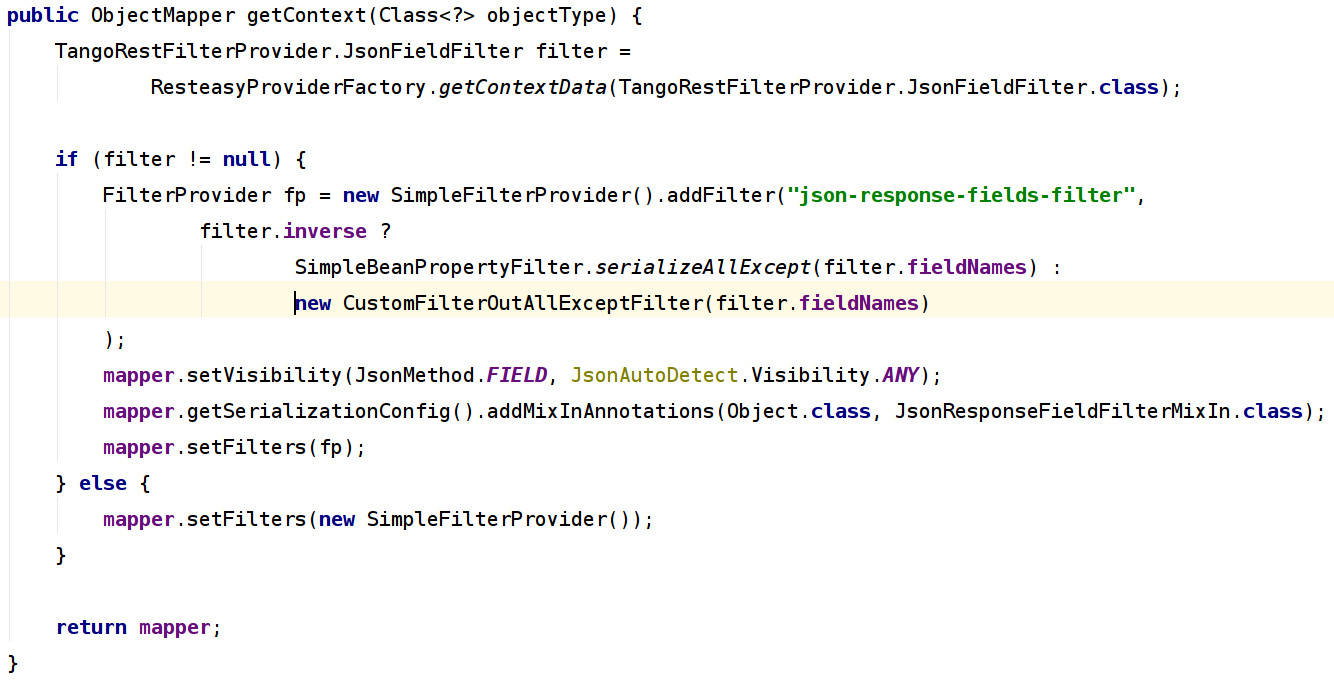 public ObjectMapper getContext(Class<?> objectType) {
    TangoRestFilterProvider.JsonFieldFilter filter =
            ResteasyProviderFactory.getContextData(TangoRestFilterProvider.JsonFieldFilter.class);

    if (filter != null) {
        FilterProvider fp = new SimpleFilterProvider().addFilter("json-response-fields-filter",
                filter.inverse ?
                        SimpleBeanPropertyFilter.serializeAllExcept(filter.fieldNames) :
                        new CustomFilterOutAllExceptFilter(filter.fieldNames)
        );
        mapper.setVisibility(JsonMethod.FIELD, JsonAutoDetect.Visibility.ANY);
        mapper.getSerializationConfig().addMixInAnnotations(Object.class, JsonResponseFieldFilterMixIn.class);
        mapper.setFilters(fp);
    } else {
        mapper.setFilters(new SimpleFilterProvider());
    }

    return mapper;
}